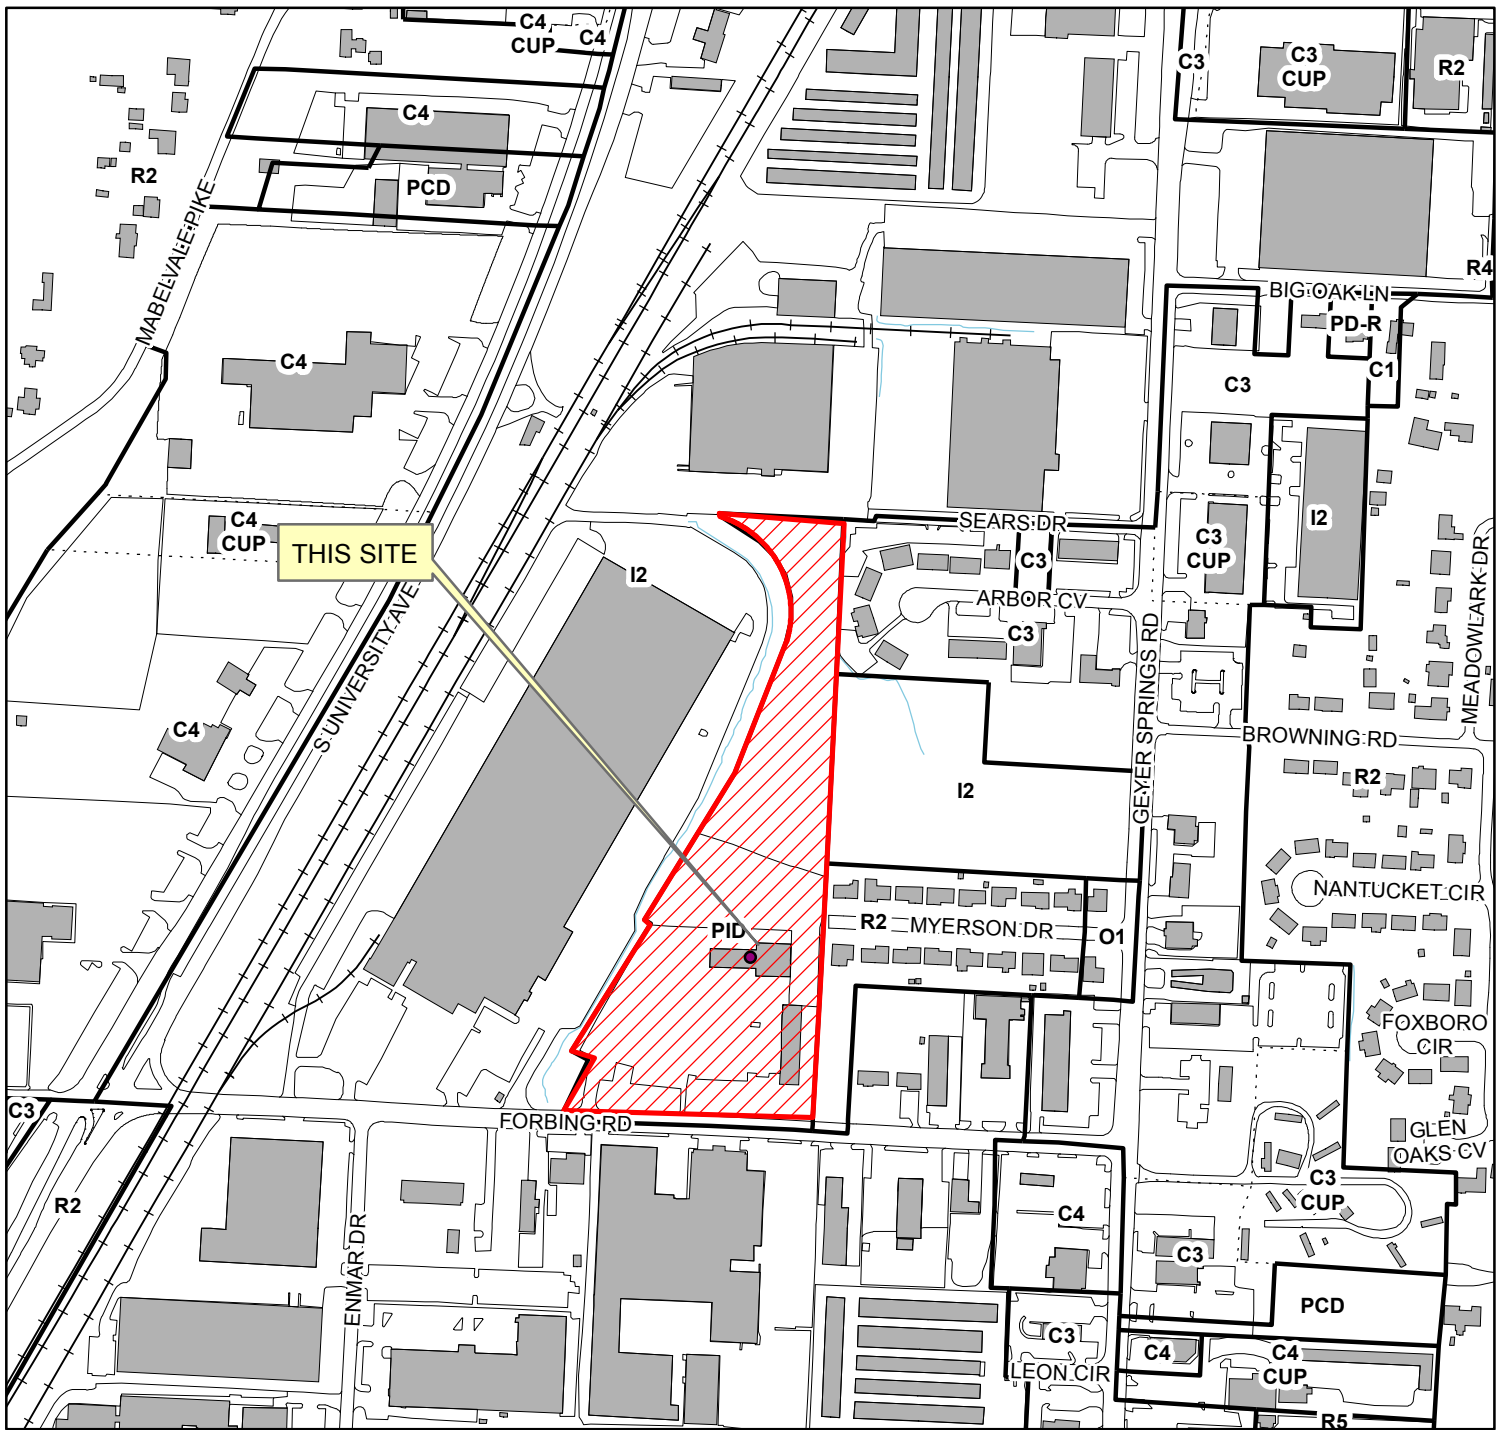 C4
CUP
C4
C3
C3
CUP
R2
C4
R2
PCD
MABELVALE PIKE
R4
BIG OAK LN
PD-R
C1
C3
C4
C4
CUP
THIS SITE
I2
SEARS DR
C3
C3
CUP
I2
MEADOWLARK DR
ARBOR CV
C3
S UNIVERSITY AVE
GEYER SPRINGS RD
C4
BROWNING RD
R2
I2
NANTUCKET CIR
PID
R2
MYERSON DR
O1
FOXBORO
CIR
C3
FORBING RD
GLEN
OAKS CV
R2
C3
CUP
C4
C3
ENMAR DR
PCD
C3
C4
C4
CUP
LEON CIR
R5